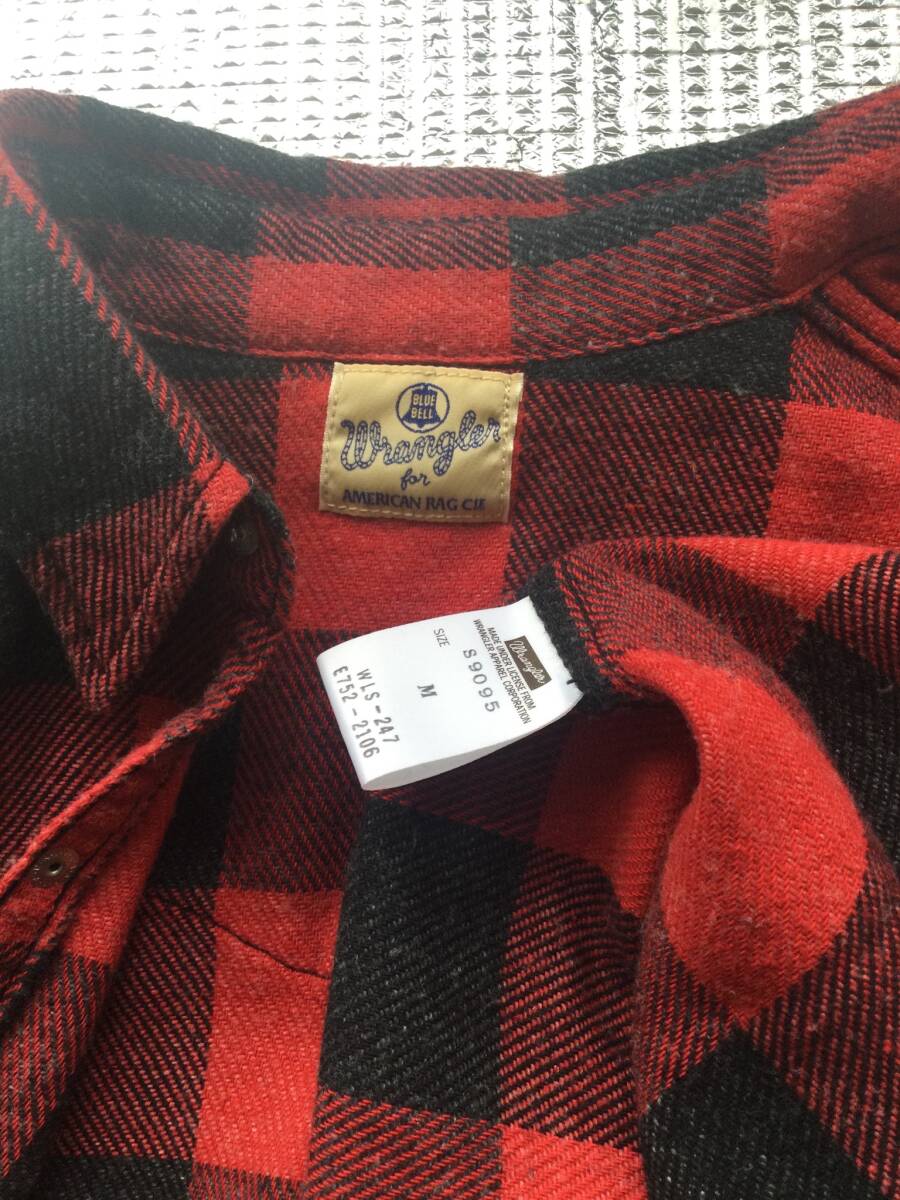 BLUE
BELL
Wrangler
for
AMERICAN RAG CIE
Wrangler
MADE UNDER LICENSE FROM
WRANGLER APPAREL CORPORATION
S9095
SIZE M
WLS-247
E752-2106